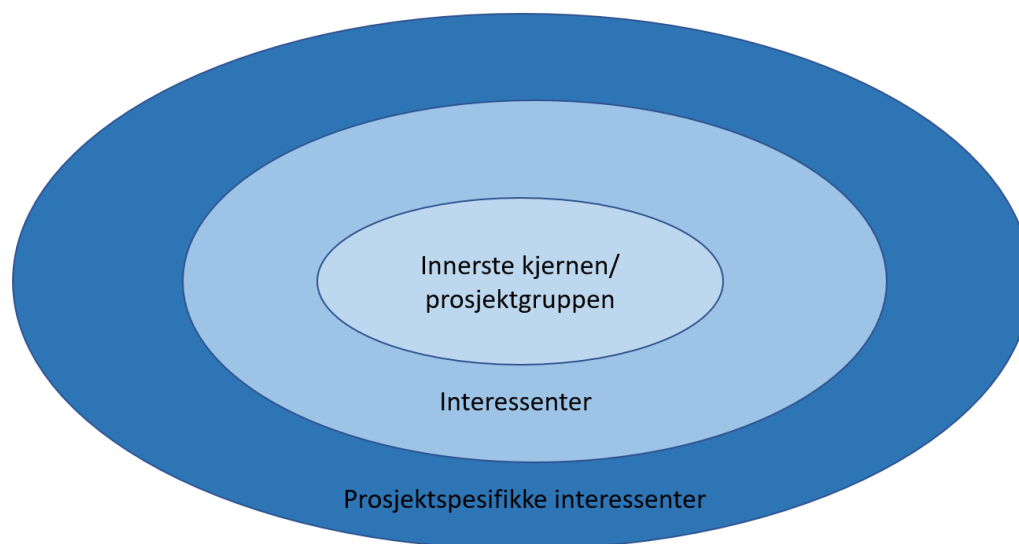 Innerste kjernen/
prosjektgruppen
Interessenter
Prosjektspesifikke interessenter